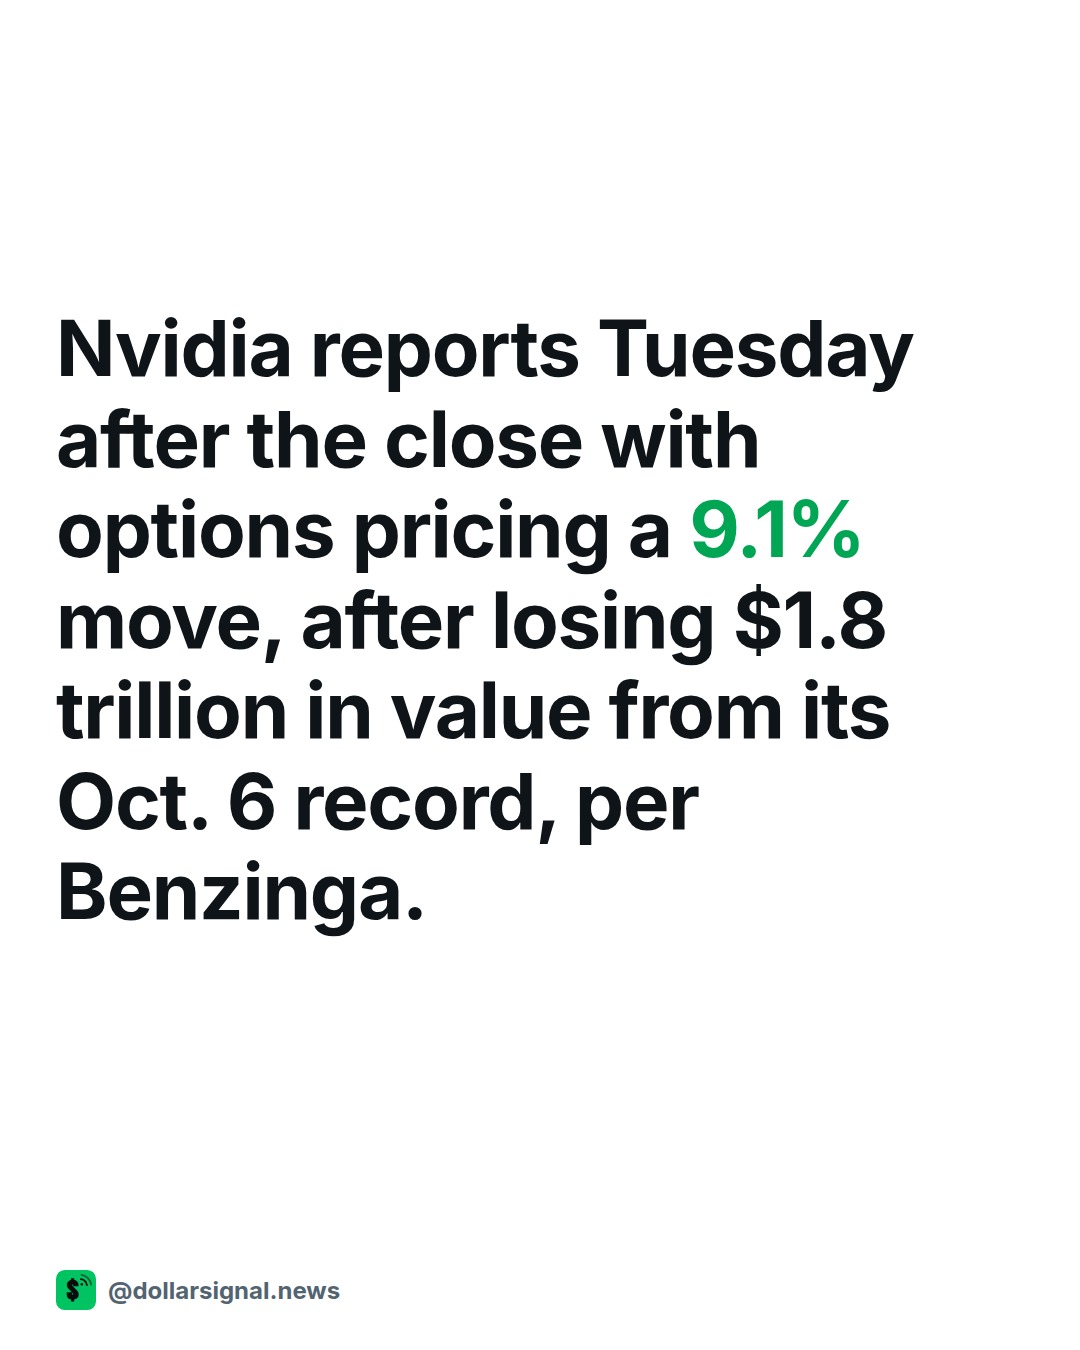 Nvidia reports Tuesday
after the close with
options pricing a 9.1%
move, after losing $1.8
trillion in value from its
Oct. 6 record, per
Benzinga.
$ @dollarsignal.news